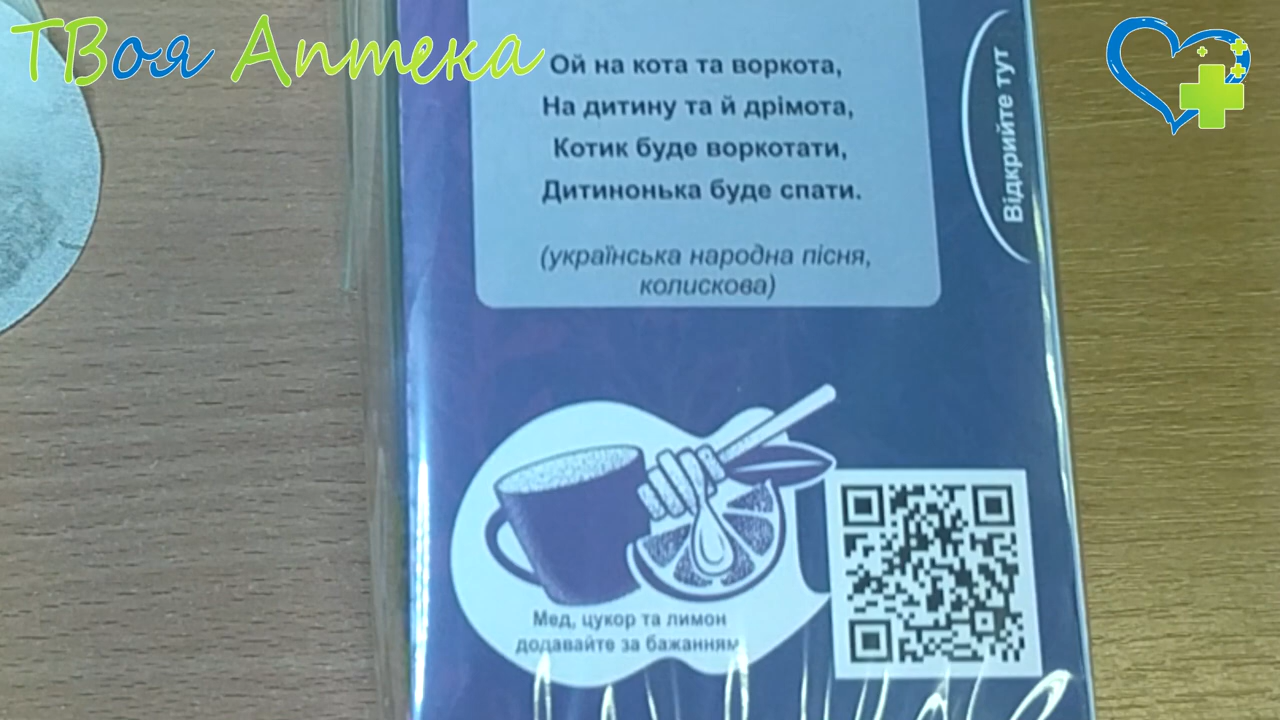 ТВоя Аптека
Ой на кота та воркота,
На дитину та й дрімота,
Котик буде воркотати,
Дитинонька буде спати.
(українська народна пісня,
колискова)
Відкрийте тут
Мед, цукор та лимон
додавайте за бажанням